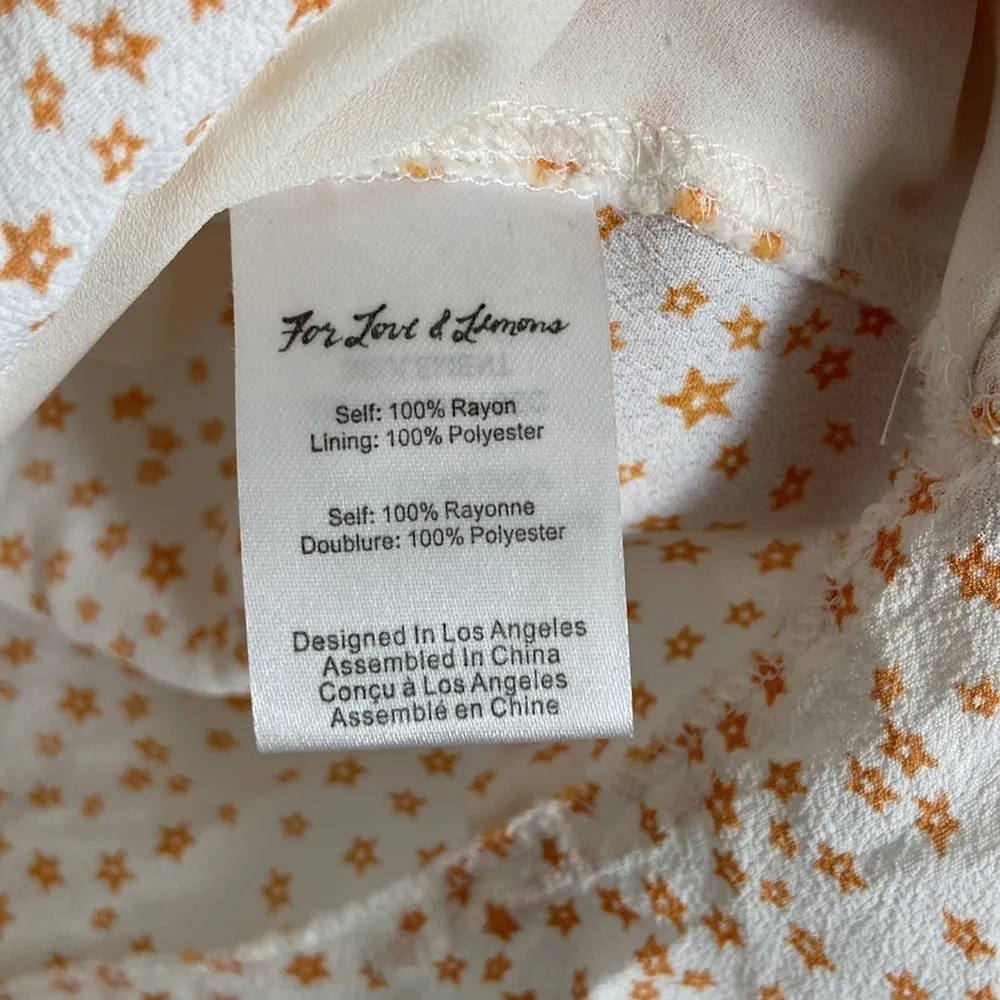 For Love & Lemons
Self: 100% Rayon
Lining: 100% Polyester
Self: 100% Rayonne
Doublure: 100% Polyester
Designed In Los Angeles
Assembled In China
Conçu à Los Angeles
Assemblé en Chine